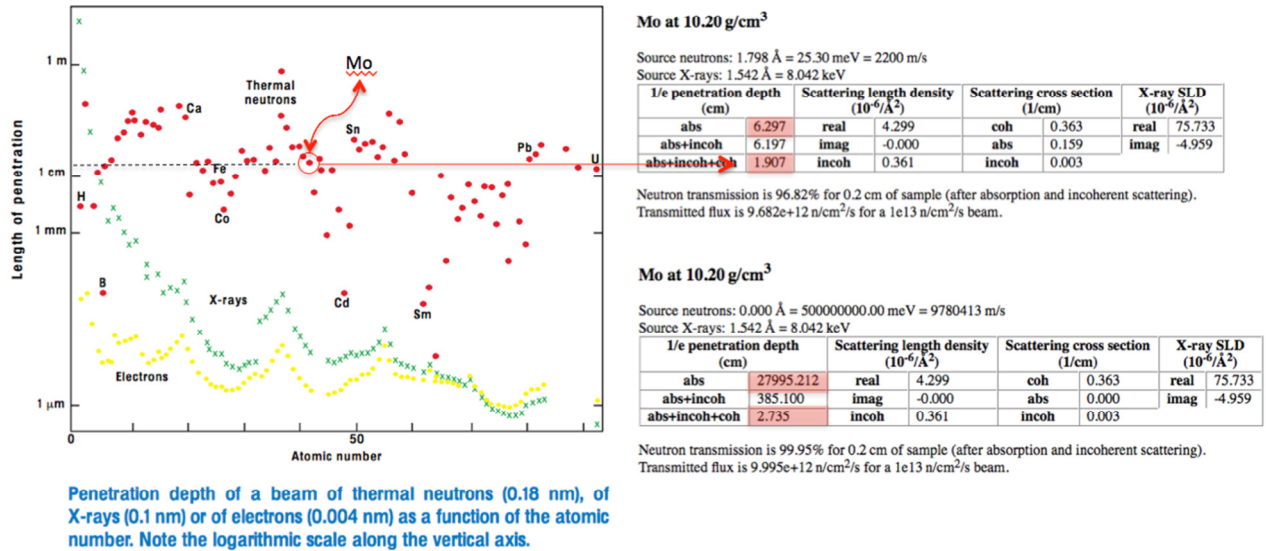 1 m
1 cm
1 mm
1 μm
Length of penetration
0
50
Atomic number
Mo
Thermal
neutrons
Ca
Sn
Pb
U
Fe
H
Co
B
X-rays
Cd
Sm
Electrons
Penetration depth of a beam of thermal neutrons (0.18 nm), of
X-rays (0.1 nm) or of electrons (0.004 nm) as a function of the atomic
number. Note the logarithmic scale along the vertical axis.
Mo at 10.20 g/cm³
Source neutrons: 1.798 Å = 25.30 meV = 2200 m/s
Source X-rays: 1.542 Å = 8.042 keV
1/e penetration depth (cm) Scattering length density (10⁻⁶/Å²) Scattering cross section (1/cm) X-ray SLD (10⁻⁶/Å²)
abs 6.297 real 4.299 coh 0.363 real 75.733
abs+incoh 6.197 imag -0.000 abs 0.159 imag -4.959
abs+incoh+coh 1.907 incoh 0.361 incoh 0.003
Neutron transmission is 96.82% for 0.2 cm of sample (after absorption and incoherent scattering).
Transmitted flux is 9.682e+12 n/cm²/s for a 1e13 n/cm²/s beam.
Mo at 10.20 g/cm³
Source neutrons: 0.000 Å = 500000000.00 meV = 9780413 m/s
Source X-rays: 1.542 Å = 8.042 keV
1/e penetration depth (cm) Scattering length density (10⁻⁶/Å²) Scattering cross section (1/cm) X-ray SLD (10⁻⁶/Å²)
abs 27995.212 real 4.299 coh 0.363 real 75.733
abs+incoh 385.100 imag -0.000 abs 0.000 imag -4.959
abs+incoh+coh 2.735 incoh 0.361 incoh 0.003
Neutron transmission is 99.95% for 0.2 cm of sample (after absorption and incoherent scattering).
Transmitted flux is 9.995e+12 n/cm²/s for a 1e13 n/cm²/s beam.